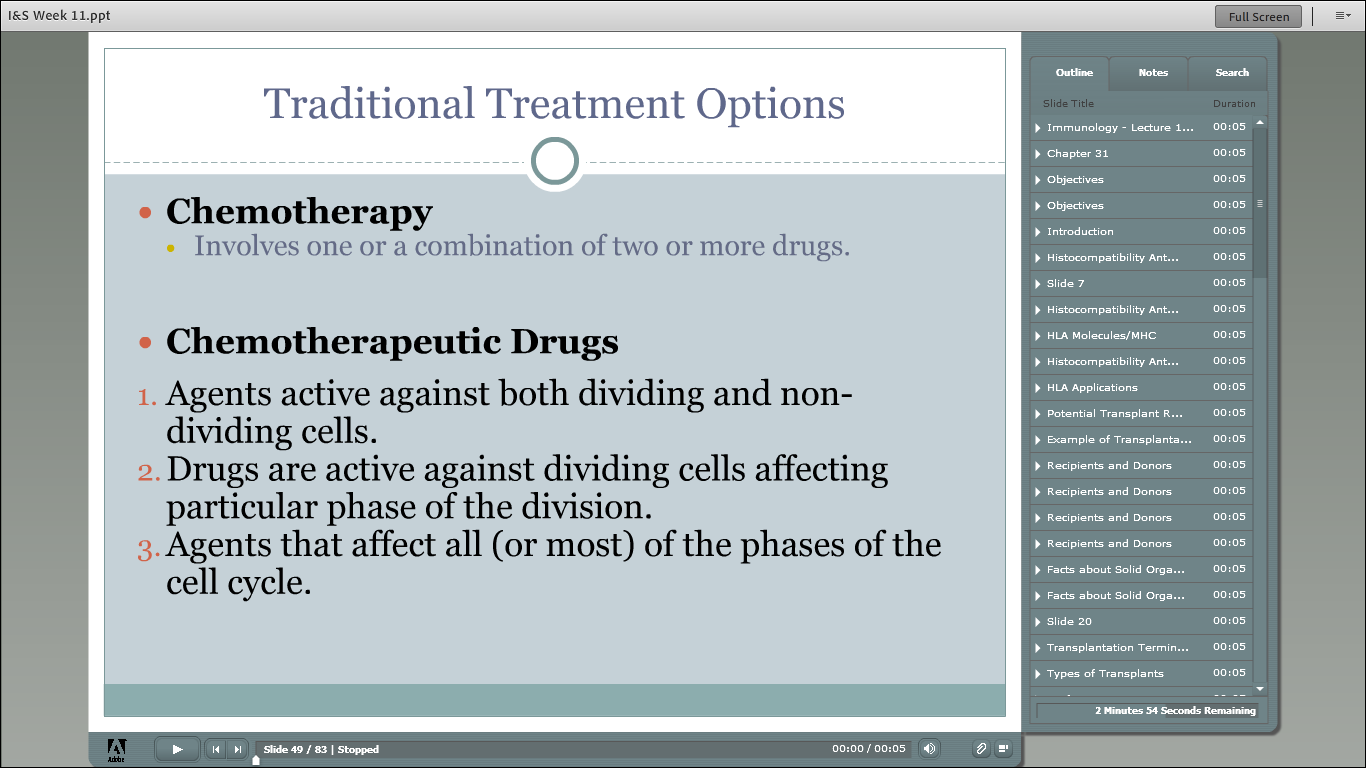 I&S Week 11.ppt
Full Screen
Traditional Treatment Options
• Chemotherapy
• Involves one or a combination of two or more drugs.
• Chemotherapeutic Drugs
1. Agents active against both dividing and non-
dividing cells.
2. Drugs are active against dividing cells affecting
particular phase of the division.
3. Agents that affect all (or most) of the phases of the
cell cycle.
Outline Notes Search
Slide Title Duration
Immunology - Lecture 1... 00:05
Chapter 31 00:05
Objectives 00:05
Objectives 00:05
Introduction 00:05
Histocompatibility Ant... 00:05
Slide 7 00:05
Histocompatibility Ant... 00:05
HLA Molecules/MHC 00:05
Histocompatibility Ant... 00:05
HLA Applications 00:05
Potential Transplant R... 00:05
Example of Transplanta... 00:05
Recipients and Donors 00:05
Recipients and Donors 00:05
Recipients and Donors 00:05
Recipients and Donors 00:05
Facts about Solid Orga... 00:05
Facts about Solid Orga... 00:05
Slide 20 00:05
Transplantation Termin... 00:05
Types of Transplants 00:05
2 Minutes 54 Seconds Remaining
Adobe
Slide 49 / 83 | Stopped 00:00 / 00:05